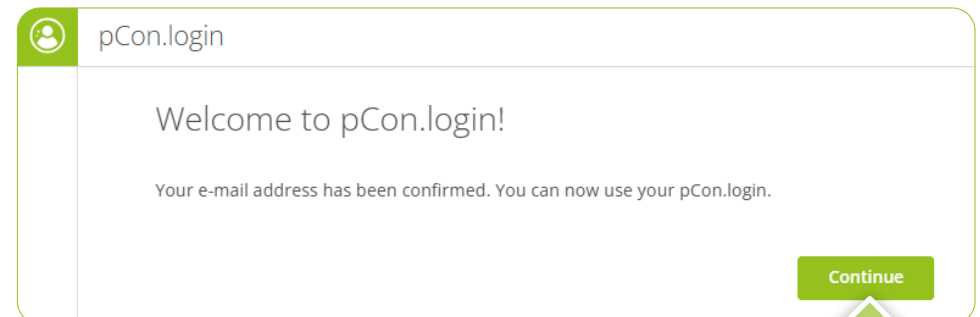 pCon.login
Welcome to pCon.login!
Your e-mail address has been confirmed. You can now use your pCon.login.
Continue